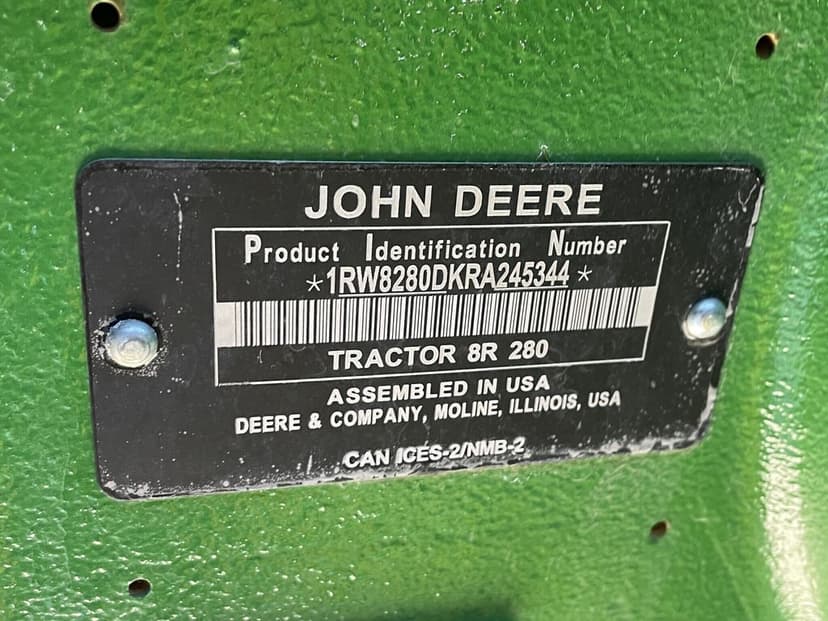 JOHN DEERE
Product Identification Number
*1RW8280DKRA245344*
TRACTOR 8R 280
ASSEMBLED IN USA
DEERE & COMPANY, MOLINE, ILLINOIS, USA
CAN ICES-2/NMB-2